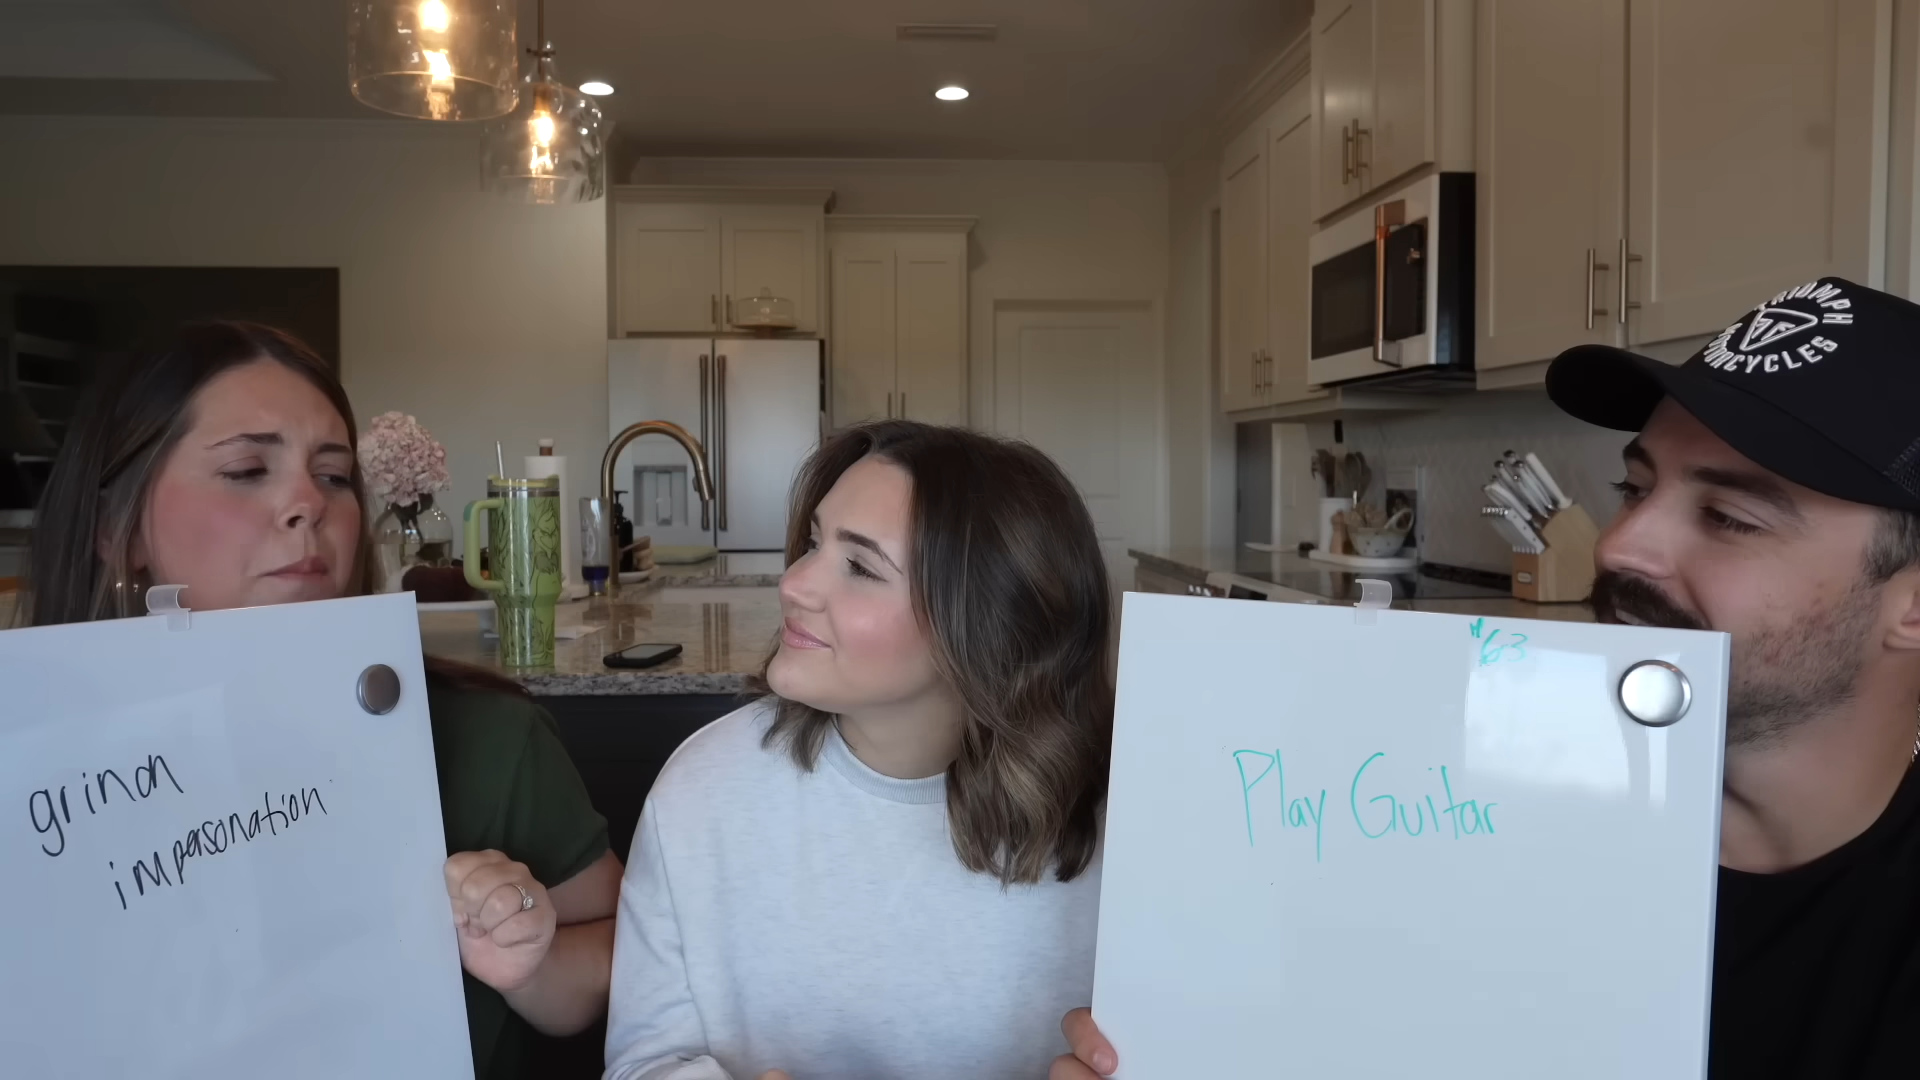 grinch
impersonation
#63
Play Guitar
TRIUMPH
MOTORCYCLES